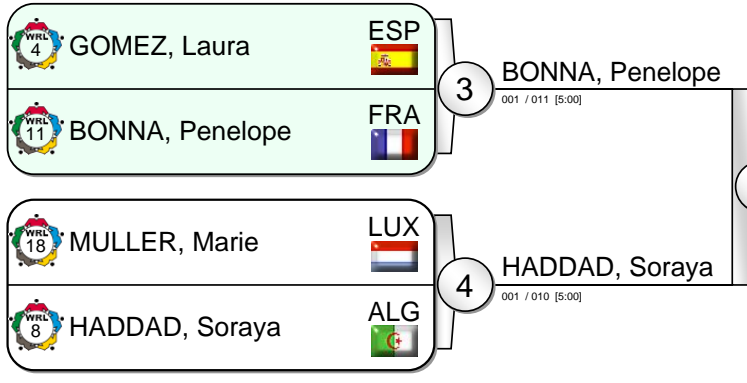 WRL
4
GOMEZ, Laura
ESP
WRL
11
BONNA, Penelope
FRA
3
BONNA, Penelope
001 / 011 [5:00]
WRL
18
MULLER, Marie
LUX
WRL
8
HADDAD, Soraya
ALG
4
HADDAD, Soraya
001 / 010 [5:00]